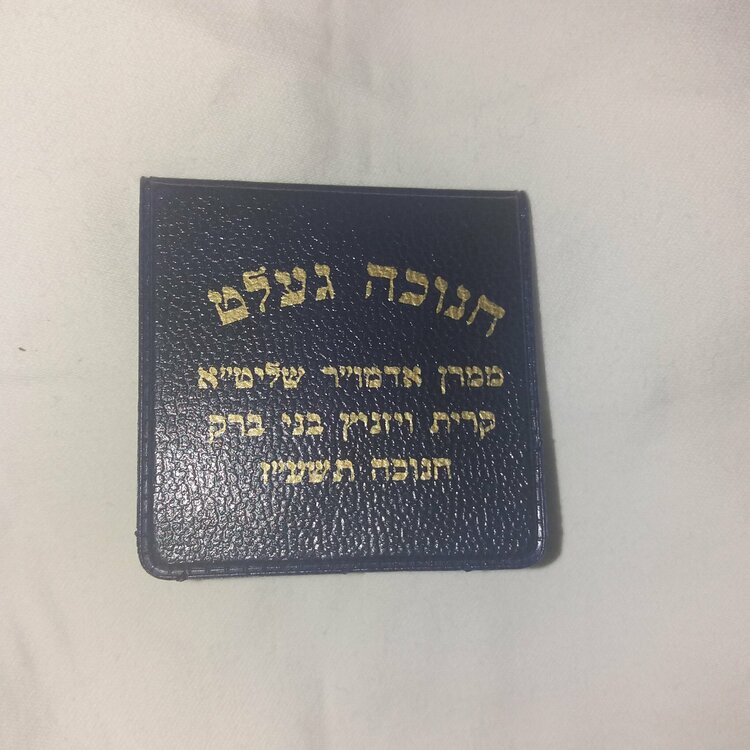 חנוכה געלט
ממרן אדמו״ר שליט״א
קרית ויזניץ בני ברק
חנוכה תשע״ז